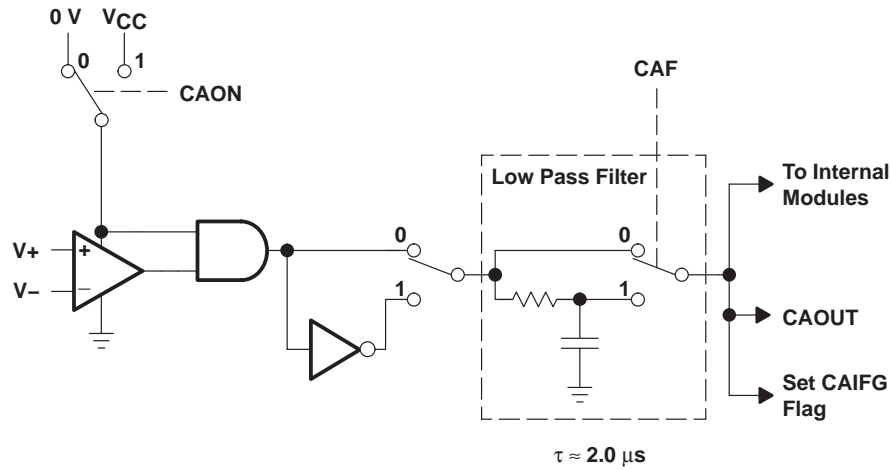 0 V VCC
0 1
CAON
CAF
Low Pass Filter
To Internal
Modules
V+
+
V−
−
0
1
0
1
CAOUT
Set CAIFG
Flag
τ ≈ 2.0 μs